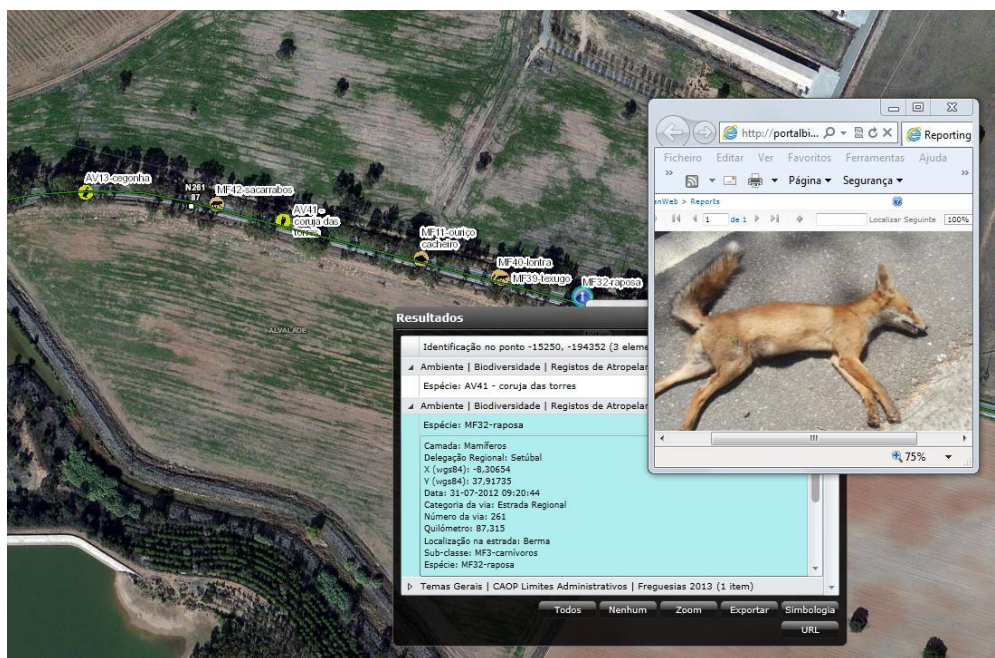 AV13-cegonha
N261
87
MF42-sacarrabos
AV41 -
coruja das
torres
MF11-ouriço
cacheiro
MF40-lontra
MF39-texugo
MF32-raposa
ALVALADE
http://portalbi...
Reporting
Ficheiro Editar Ver Favoritos Ferramentas Ajuda
»
Página
Segurança
»
enWeb > Reports
1 de 1
Localizar Seguinte 100%
75%
Resultados
Identificação no ponto -15250, -194352 (3 eleme
Ambiente | Biodiversidade | Registos de Atropelar
Espécie: AV41 - coruja das torres
Ambiente | Biodiversidade | Registos de Atropelar
Espécie: MF32-raposa
Camada: Mamíferos
Delegação Regional: Setúbal
X (wgs84): -8,30654
Y (wgs84): 37,91735
Data: 31-07-2012 09:20:44
Categoria da via: Estrada Regional
Número da via: 261
Quilómetro: 87,315
Localização na estrada: Berma
Sub-classe: MF3-carnívoros
Espécie: MF32-raposa
Temas Gerais | CAOP Limites Administrativos | Freguesias 2013 (1 item)
Todos Nenhum Zoom Exportar Simbologia
URL